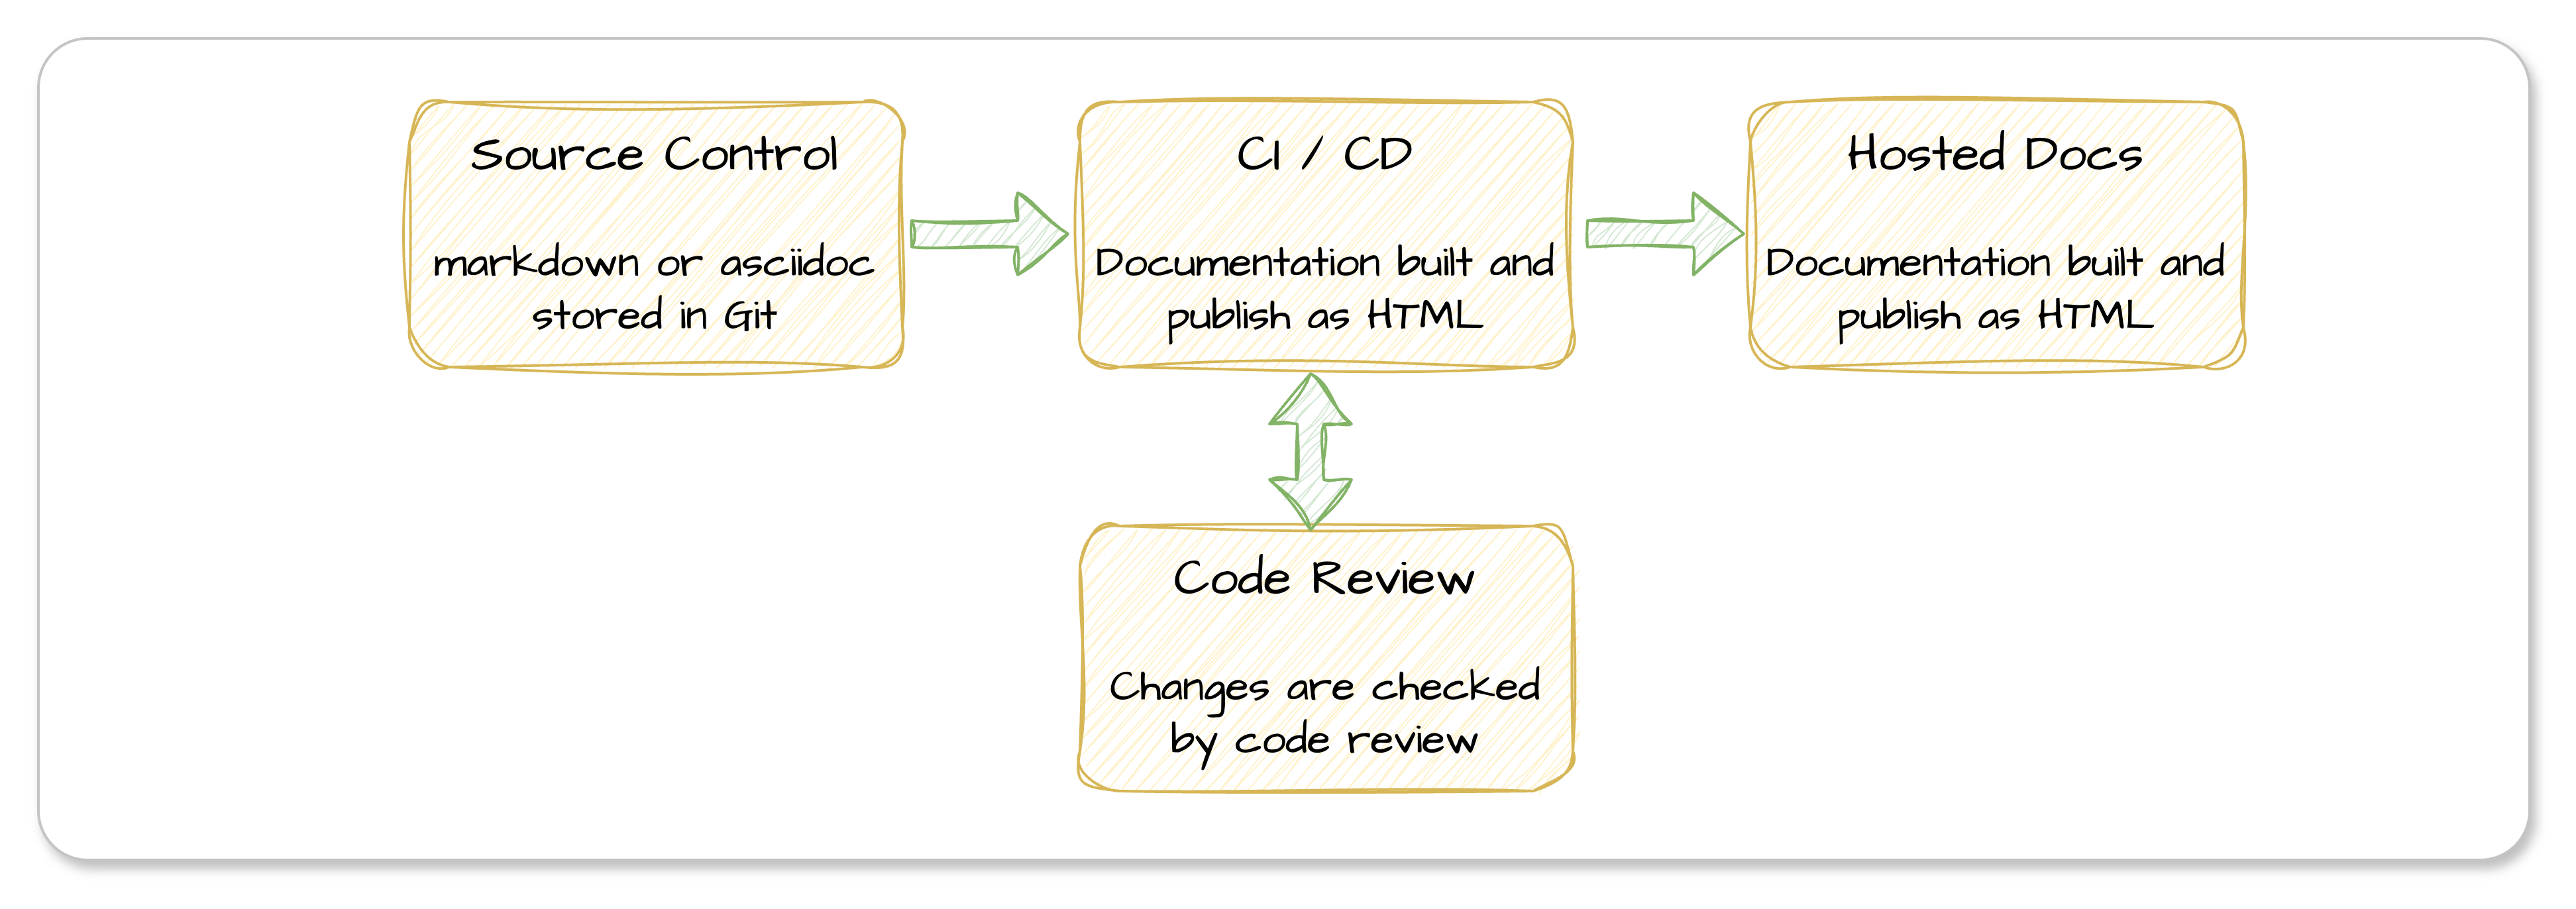 Source Control
markdown or asciidoc
stored in Git
CI / CD
Documentation built and
publish as HTML
Hosted Docs
Documentation built and
publish as HTML
Code Review
Changes are checked
by code review